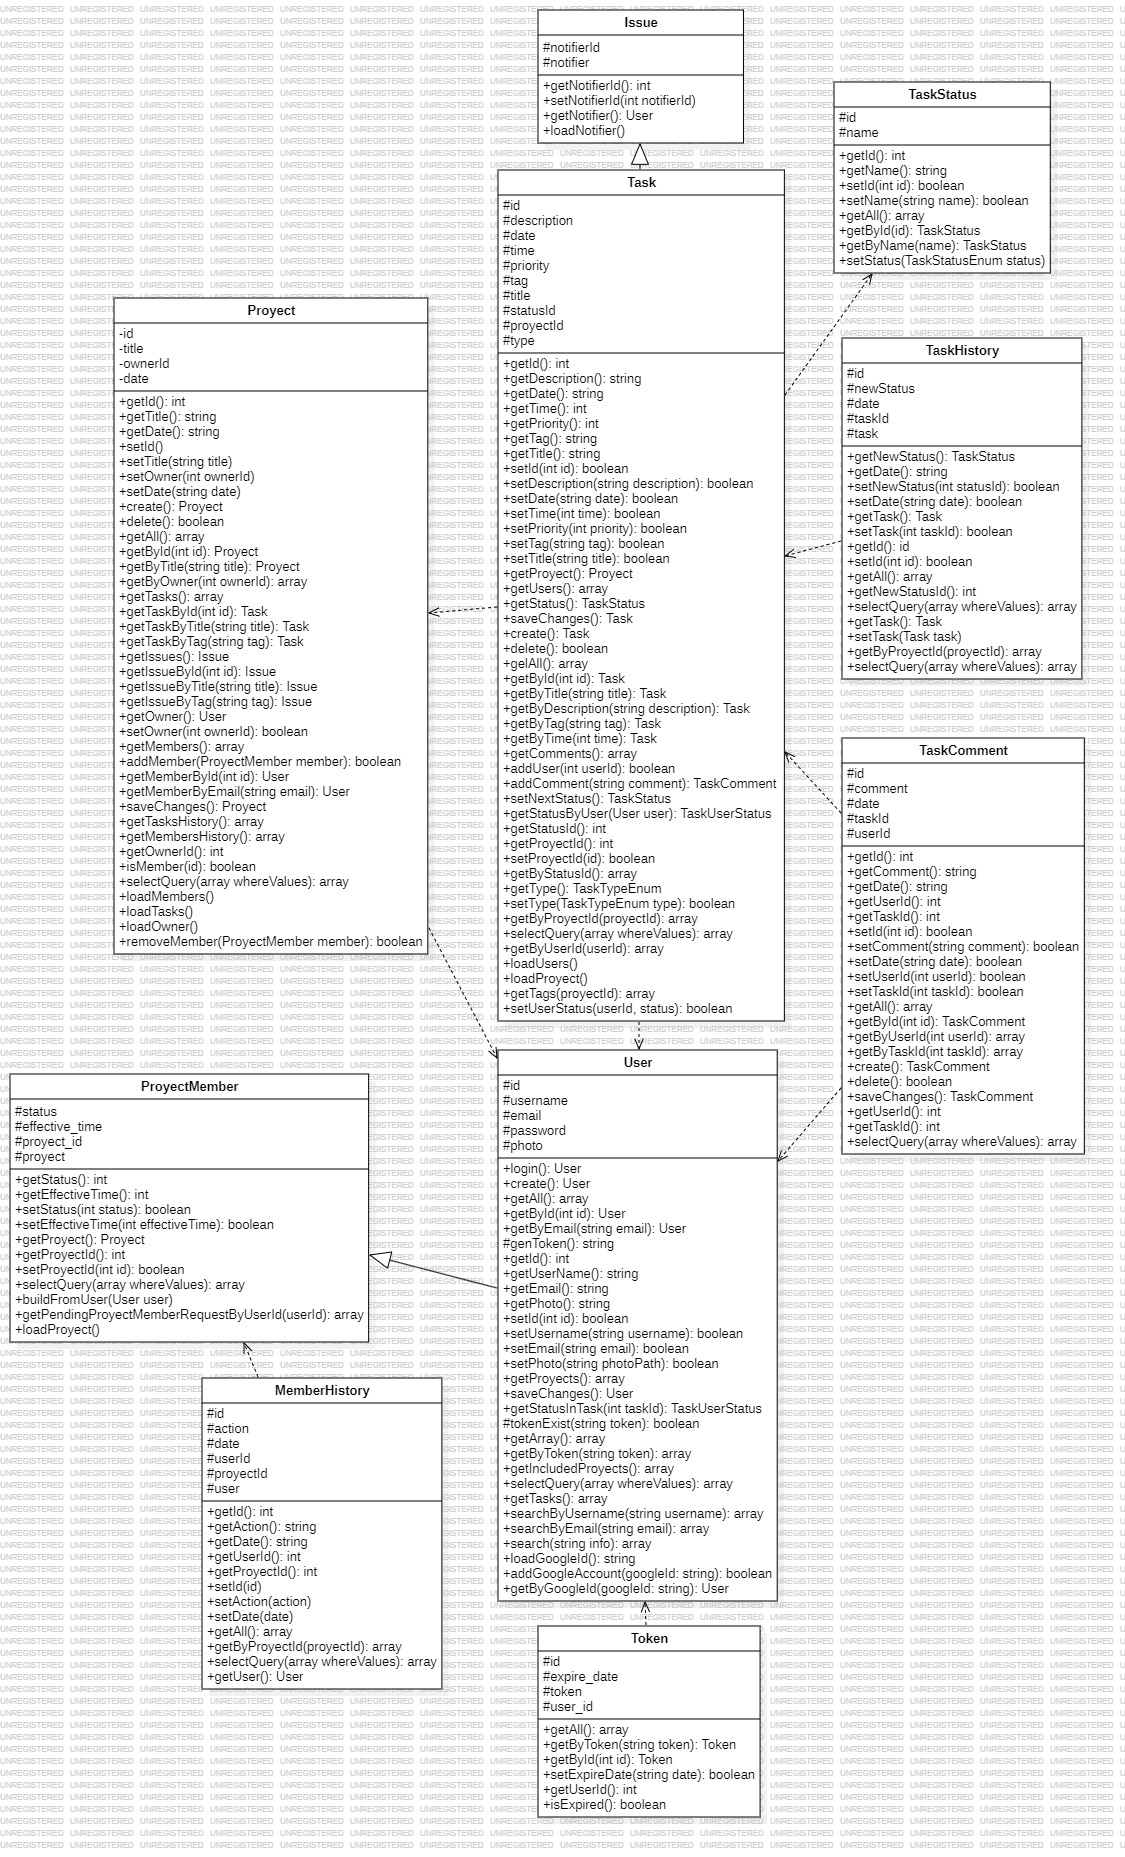 Issue
#notifierId
#notifier
+getNotifierId(): int
+setNotifierId(int notifierId)
+getNotifier(): User
+loadNotifier()
TaskStatus
#id
#name
+getId(): int
+getName(): string
+setId(int id): boolean
+setName(string name): boolean
+getAll(): array
+getById(id): TaskStatus
+getByName(name): TaskStatus
+setStatus(TaskStatusEnum status)
Task
#id
#description
#date
#time
#priority
#tag
#title
#statusId
#proyectId
#type
+getId(): int
+getDescription(): string
+getDate(): string
+getTime(): int
+getPriority(): int
+getTag(): string
+getTitle(): string
+setId(int id): boolean
+setDescription(string description): boolean
+setDate(string date): boolean
+setTime(int time): boolean
+setPriority(int priority): boolean
+setTag(string tag): boolean
+setTitle(string title): boolean
+getProyect(): Proyect
+getUsers(): array
+getStatus(): TaskStatus
+saveChanges(): Task
+create(): Task
+delete(): boolean
+gelAll(): array
+getById(int id): Task
+getByTitle(string title): Task
+getByDescription(string description): Task
+getByTag(string tag): Task
+getByTime(int time): Task
+getComments(): array
+addUser(int userId): boolean
+addComment(string comment): TaskComment
+setNextStatus(): TaskStatus
+getStatusByUser(User user): TaskUserStatus
+getStatusId(): int
+getProyectId(): int
+setProyectId(id): boolean
+getByStatusId(): array
+getType(): TaskTypeEnum
+setType(TaskTypeEnum type): boolean
+getByProyectId(proyectId): array
+selectQuery(array whereValues): array
+getByUserId(userId): array
+loadUsers()
+loadProyect()
+getTags(proyectId): array
+setUserStatus(userId, status): boolean
Proyect
-id
-title
-ownerId
-date
+getId(): int
+getTitle(): string
+getDate(): string
+setId()
+setTitle(string title)
+setOwner(int ownerId)
+setDate(string date)
+create(): Proyect
+delete(): boolean
+getAll(): array
+getById(int id): Proyect
+getByTitle(string title): Proyect
+getByOwner(int ownerId): array
+getTasks(): array
+getTaskById(int id): Task
+getTaskByTitle(string title): Task
+getTaskByTag(string tag): Task
+getIssues(): Issue
+getIssueById(int id): Issue
+getIssueByTitle(string title): Issue
+getIssueByTag(string tag): Issue
+getOwner(): User
+setOwner(int ownerId): boolean
+getMembers(): array
+addMember(ProyectMember member): boolean
+getMemberById(int id): User
+getMemberByEmail(string email): User
+saveChanges(): Proyect
+getTasksHistory(): array
+getMembersHistory(): array
+getOwnerId(): int
+isMember(id): boolean
+selectQuery(array whereValues): array
+loadMembers()
+loadTasks()
+loadOwner()
+removeMember(ProyectMember member): boolean
TaskHistory
#id
#newStatus
#date
#taskId
#task
+getNewStatus(): TaskStatus
+getDate(): string
+setNewStatus(int statusId): boolean
+setDate(string date): boolean
+getTask(): Task
+setTask(int taskId): boolean
+getId(): id
+setId(int id): boolean
+getAll(): array
+getNewStatusId(): int
+selectQuery(array whereValues): array
+getTask(): Task
+setTask(Task task)
+getByProyectId(proyectId): array
+selectQuery(array whereValues): array
TaskComment
#id
#comment
#date
#taskId
#userId
+getId(): int
+getComment(): string
+getDate(): string
+getUserId(): int
+getTaskId(): int
+setId(int id): boolean
+setComment(string comment): boolean
+setDate(string date): boolean
+setUserId(int userId): boolean
+setTaskId(int taskId): boolean
+getAll(): array
+getById(int id): TaskComment
+getByUserId(int userId): array
+getByTaskId(int taskId): array
+create(): TaskComment
+delete(): boolean
+saveChanges(): TaskComment
+getUserId(): int
+getTaskId(): int
+selectQuery(array whereValues): array
User
#id
#username
#email
#password
#photo
+login(): User
+create(): User
+getAll(): array
+getById(int id): User
+getByEmail(string email): User
#genToken(): string
+getId(): int
+getUserName(): string
+getEmail(): string
+getPhoto(): string
+setId(int id): boolean
+setUsername(string username): boolean
+setEmail(string email): boolean
+setPhoto(string photoPath): boolean
+getProyects(): array
+saveChanges(): User
+getStatusInTask(int taskId): TaskUserStatus
#tokenExist(string token): boolean
+getArray(): array
+getByToken(string token): array
+getIncludedProyects(): array
+selectQuery(array whereValues): array
+getTasks(): array
+searchByUsername(string username): array
+searchByEmail(string email): array
+search(string info): array
+loadGoogleId(): string
+addGoogleAccount(googleId: string): boolean
+getByGoogleId(googleId: string): User
ProyectMember
#status
#effective_time
#proyect_id
#proyect
+getStatus(): int
+getEffectiveTime(): int
+setStatus(int status): boolean
+setEffectiveTime(int effectiveTime): boolean
+getProyect(): Proyect
+getProyectId(): int
+setProyectId(int id): boolean
+selectQuery(array whereValues): array
+buildFromUser(User user)
+getPendingProyectMemberRequestByUserId(userId): array
+loadProyect()
MemberHistory
#id
#action
#date
#userId
#proyectId
#user
+getId(): int
+getAction(): string
+getDate(): string
+getUserId(): int
+getProyectId(): int
+setId(id)
+setAction(action)
+setDate(date)
+getAll(): array
+getByProyectId(proyectId): array
+selectQuery(array whereValues): array
+getUser(): User
Token
#id
#expire_date
#token
#user_id
+getAll(): array
+getByToken(string token): Token
+getById(int id): Token
+setExpireDate(string date): boolean
+getUserId(): int
+isExpired(): boolean